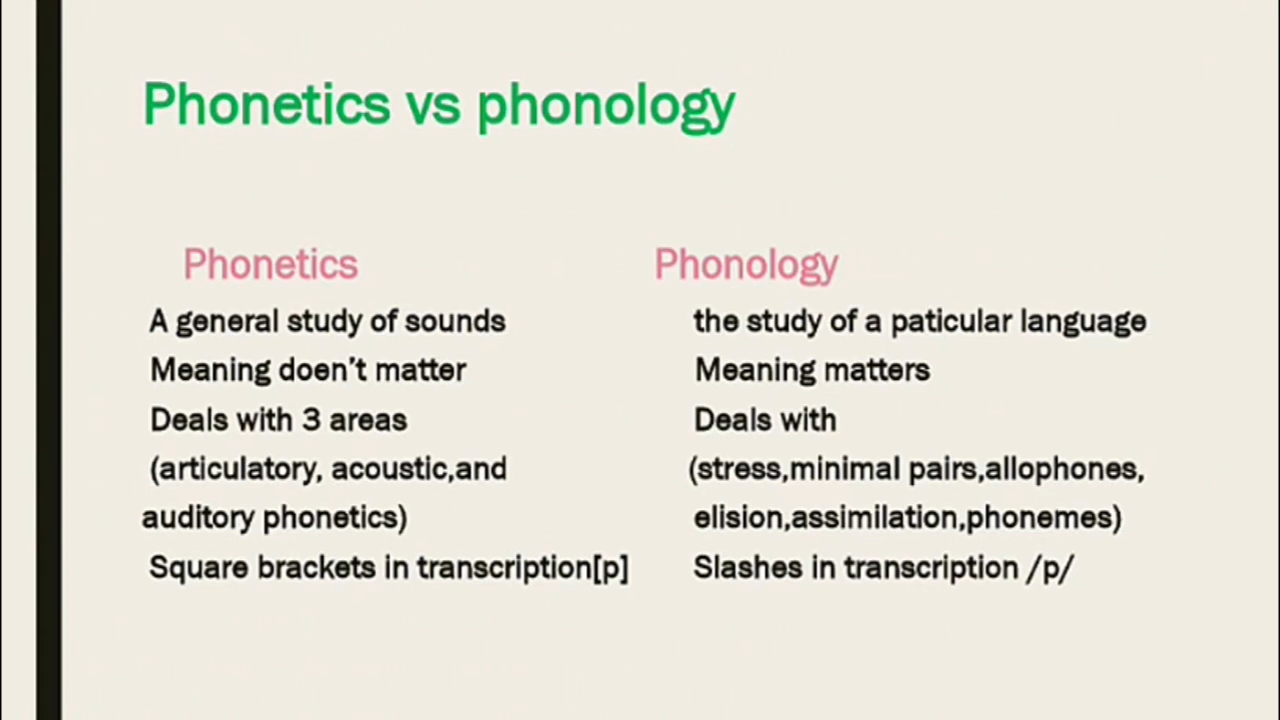 Phonetics vs phonology
Phonetics
A general study of sounds
Meaning doen't matter
Deals with 3 areas
(articulatory, acoustic,and
auditory phonetics)
Square brackets in transcription[p]
Phonology
the study of a paticular language
Meaning matters
Deals with
(stress,minimal pairs,allophones,
elision,assimilation,phonemes)
Slashes in transcription /p/